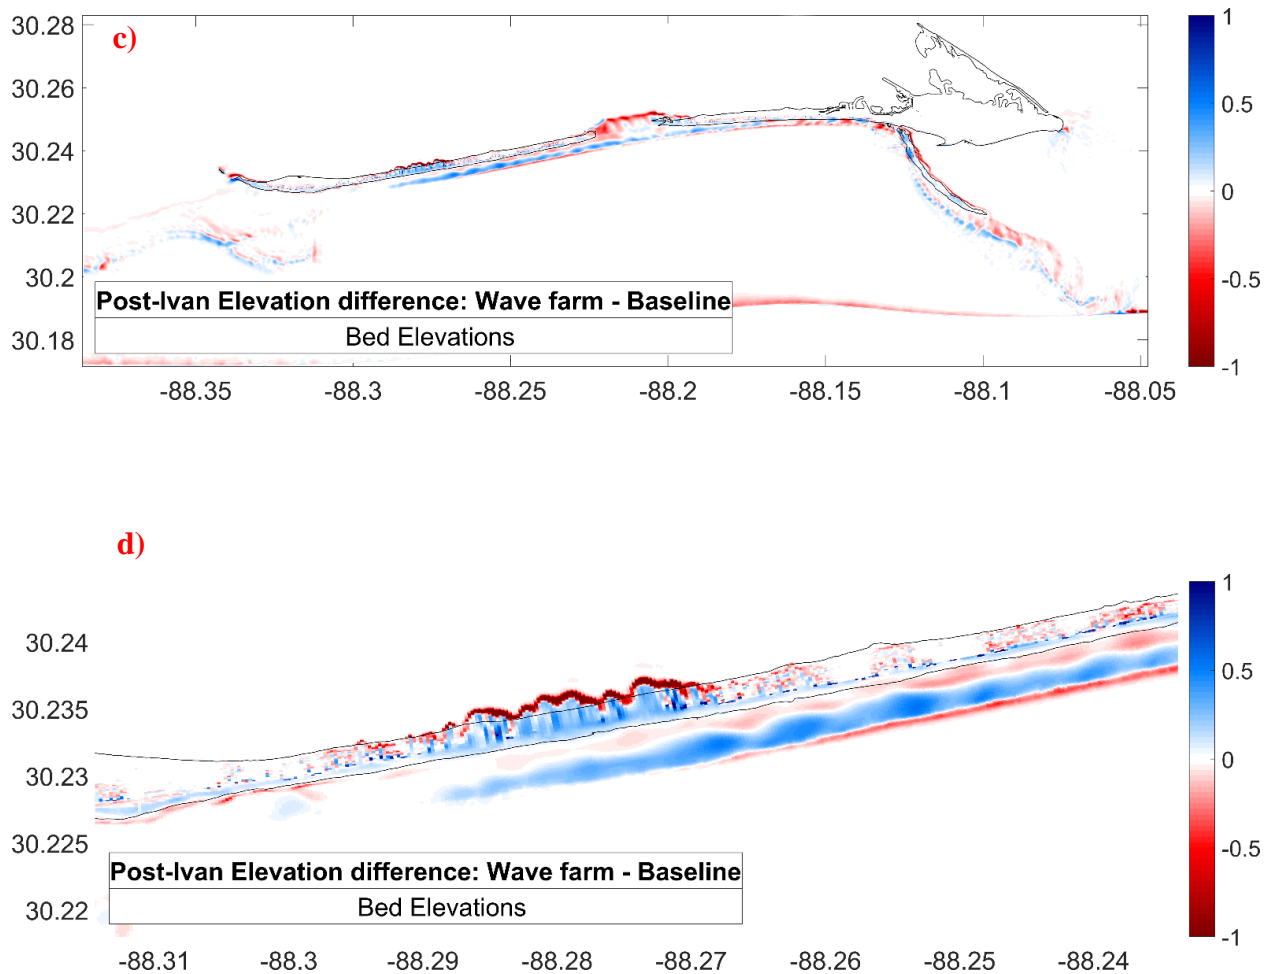 c)
30.28
30.26
30.24
30.22
30.2
30.18
Post-Ivan Elevation difference: Wave farm - Baseline
Bed Elevations
-88.35 -88.3 -88.25 -88.2 -88.15 -88.1 -88.05
1
0.5
0
-0.5
-1
d)
30.24
30.235
30.23
30.225
30.22
Post-Ivan Elevation difference: Wave farm - Baseline
Bed Elevations
-88.31 -88.3 -88.29 -88.28 -88.27 -88.26 -88.25 -88.24
1
0.5
0
-0.5
-1